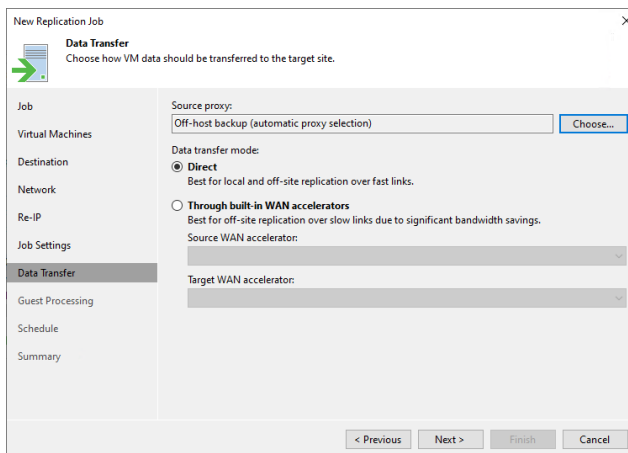 New Replication Job
Data Transfer
Choose how VM data should be transferred to the target site.
Job
Virtual Machines
Destination
Network
Re-IP
Job Settings
Data Transfer
Guest Processing
Schedule
Summary
Source proxy:
Off-host backup (automatic proxy selection)
Choose...
Data transfer mode:
Direct
Best for local and off-site replication over fast links.
Through built-in WAN accelerators
Best for off-site replication over slow links due to significant bandwidth savings.
Source WAN accelerator:
Target WAN accelerator:
< Previous
Next >
Finish
Cancel